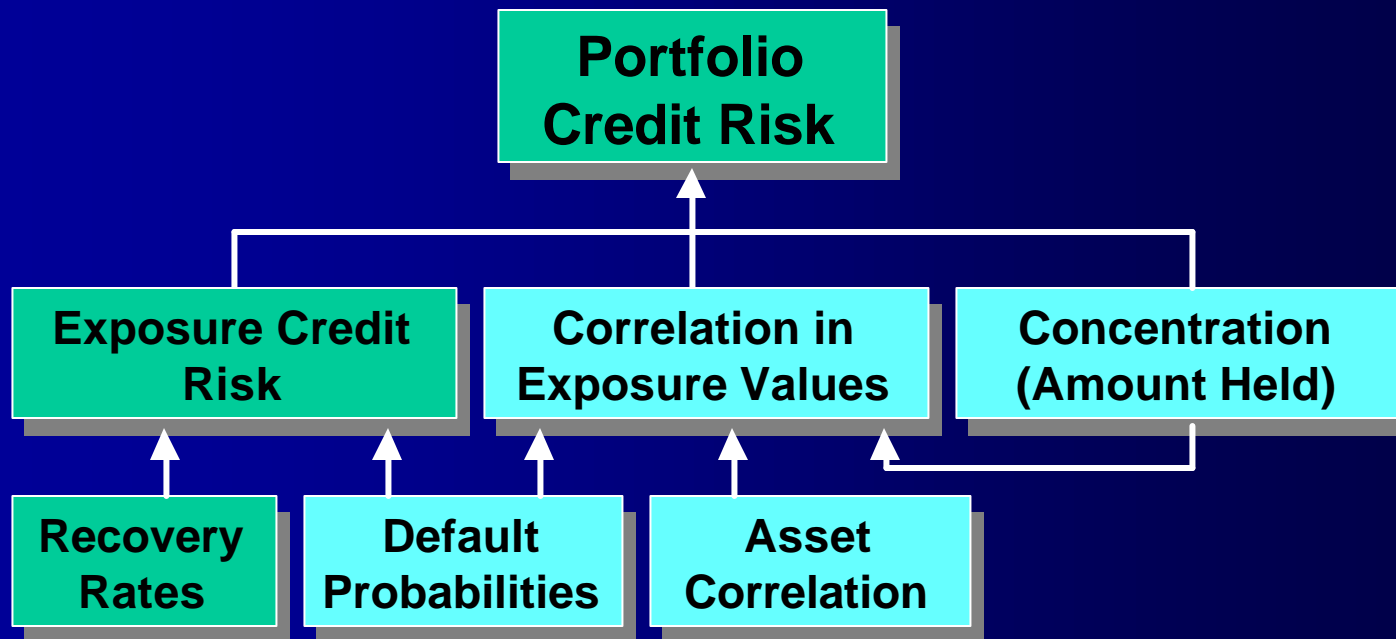 Portfolio
Credit Risk
Exposure Credit
Risk
Correlation in
Exposure Values
Concentration
(Amount Held)
Recovery
Rates
Default
Probabilities
Asset
Correlation